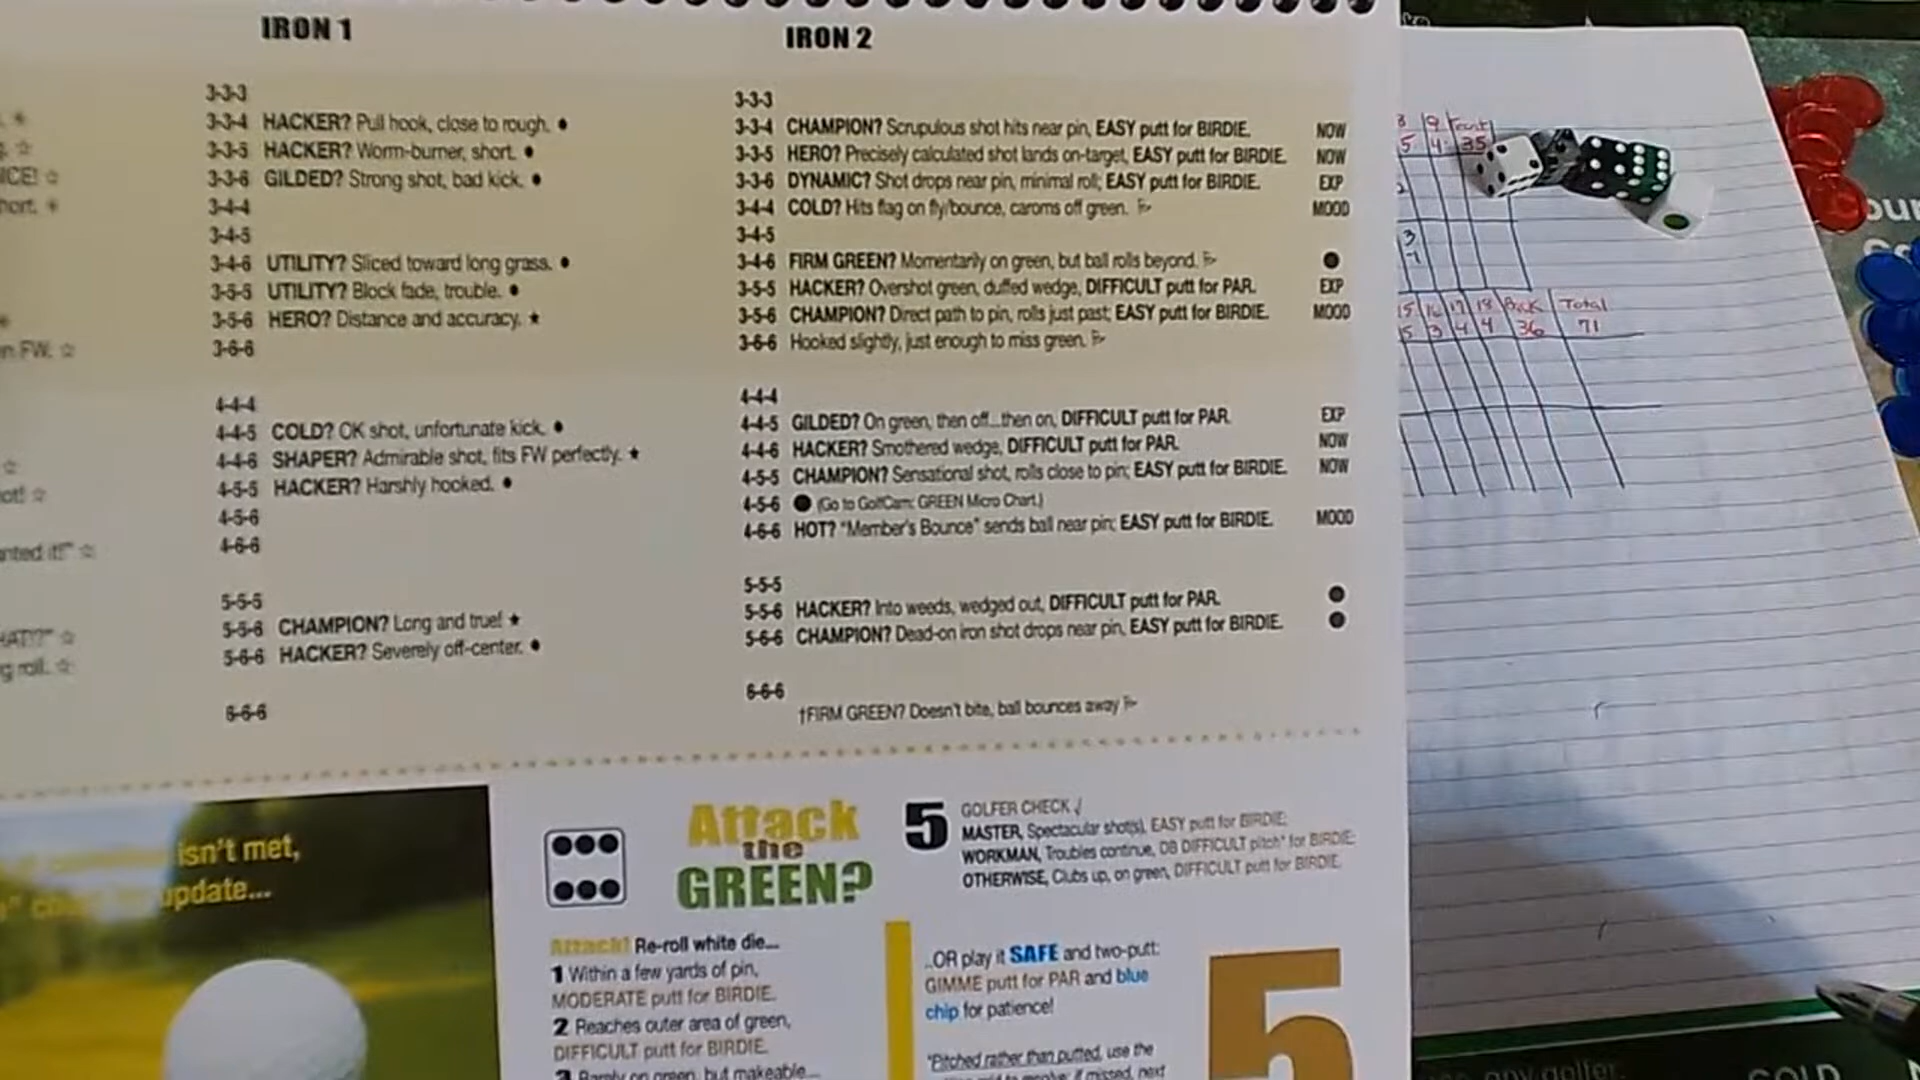 IRON 1
3-3-3
3-3-4 HACKER? Pull hook, close to rough. ●
3-3-5 HACKER? Worm-burner, short. ●
3-3-6 GILDED? Strong shot, bad kick. ●
3-4-4
3-4-5
3-4-6 UTILITY? Sliced toward long grass. ●
3-5-5 UTILITY? Block fade, trouble. ●
3-5-6 HERO? Distance and accuracy. ★
3-6-6
4-4-4
4-4-5 COLD? OK shot, unfortunate kick. ●
4-4-6 SHAPER? Admirable shot, fits FW perfectly. ★
4-5-5 HACKER? Harshly hooked. ●
4-5-6
4-6-6
5-5-5
5-5-6 CHAMPION? Long and true! ★
5-6-6 HACKER? Severely off-center. ●
6-6-6
IRON 2
3-3-3
3-3-4 CHAMPION? Scrupulous shot hits near pin, EASY putt for BIRDIE. NOW
3-3-5 HERO? Precisely calculated shot lands on-target, EASY putt for BIRDIE. NOW
3-3-6 DYNAMIC? Shot drops near pin, minimal roll; EASY putt for BIRDIE. EXP
3-4-4 COLD? Hits flag on fly/bounce, caroms off green. MOOD
3-4-5
3-4-6 FIRM GREEN? Momentarily on green, but ball rolls beyond. ●
3-5-5 HACKER? Overshot green, duffed wedge, DIFFICULT putt for PAR. EXP
3-5-6 CHAMPION? Direct path to pin, rolls just past; EASY putt for BIRDIE. MOOD
3-6-6 Hooked slightly, just enough to miss green.
4-4-4
4-4-5 GILDED? On green, then off...then on, DIFFICULT putt for PAR. EXP
4-4-6 HACKER? Smothered wedge, DIFFICULT putt for PAR. NOW
4-5-5 CHAMPION? Sensational shot, rolls close to pin; EASY putt for BIRDIE. NOW
4-5-6 ● (Go to GolfCam: GREEN Micro Chart.)
4-6-6 HOT? "Member's Bounce" sends ball near pin; EASY putt for BIRDIE. MOOD
5-5-5
5-5-6 HACKER? Into weeds, wedged out, DIFFICULT putt for PAR. ●
5-6-6 CHAMPION? Dead-on iron shot drops near pin, EASY putt for BIRDIE. ●
6-6-6
†FIRM GREEN? Doesn't bite, ball bounces away
isn't met,
update...
Attack
the
GREEN?
Attack! Re-roll white die...
1 Within a few yards of pin,
MODERATE putt for BIRDIE.
2 Reaches outer area of green,
DIFFICULT putt for BIRDIE.
3 Barely on green, but makeable...
5
GOLFER CHECK √
MASTER, Spectacular shot(s), EASY putt for BIRDIE;
WORKMAN, Troubles continue, DB DIFFICULT pitch* for BIRDIE;
OTHERWISE, Clubs up, on green, DIFFICULT putt for BIRDIE.
...OR play it SAFE and two-putt:
GIMME putt for PAR and blue
chip for patience!
*Pitched rather than putted, use the
missed, next
5
8 9 Front
5 4 35
3
15 16 17 18 Back Total
5 3 4 4 36 71
any golfer.
GOLD